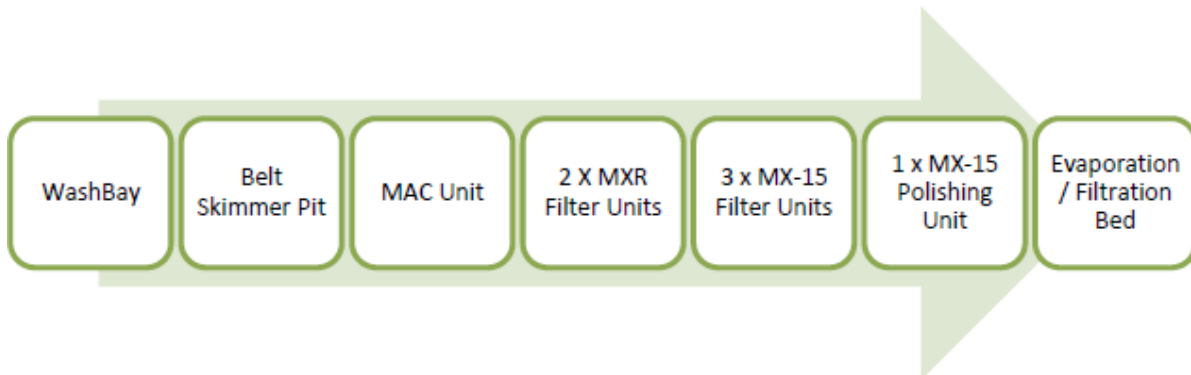 WashBay
Belt
Skimmer Pit
MAC Unit
2 X MXR
Filter Units
3 x MX-15
Filter Units
1 x MX-15
Polishing
Unit
Evaporation
/ Filtration
Bed